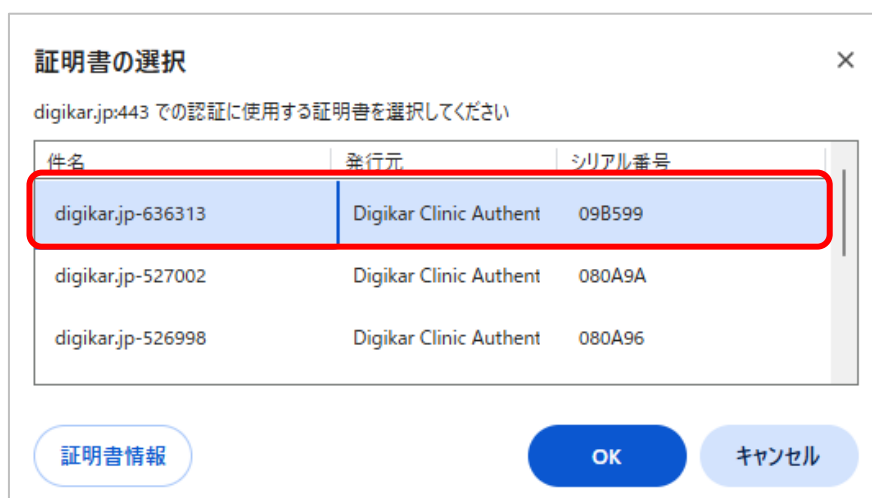 証明書の選択
digikar.jp:443 での認証に使用する証明書を選択してください
件名 発行元 シリアル番号
digikar.jp-636313 Digikar Clinic Authent 09B599
digikar.jp-527002 Digikar Clinic Authent 080A9A
digikar.jp-526998 Digikar Clinic Authent 080A96
証明書情報 OK キャンセル